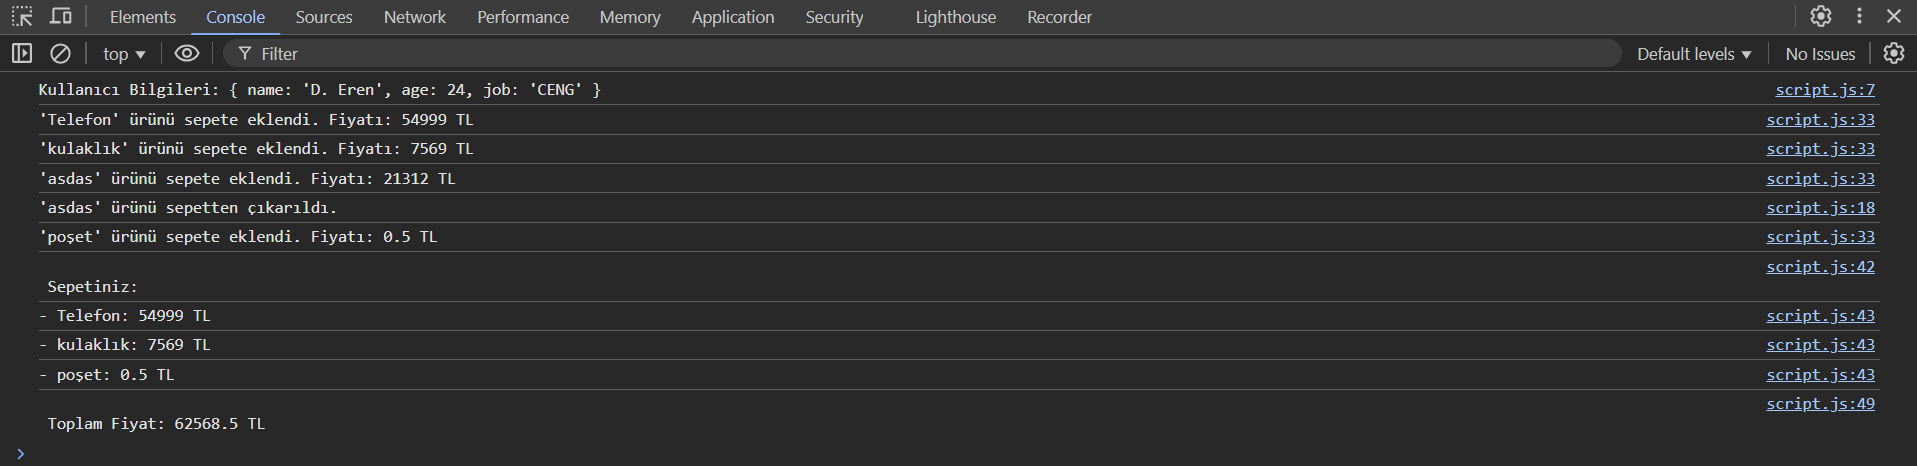 Elements Console Sources Network Performance Memory Application Security Lighthouse Recorder
top Filter Default levels No Issues
Kullanıcı Bilgileri: { name: 'D. Eren', age: 24, job: 'CENG' } script.js:7
'Telefon' ürünü sepete eklendi. Fiyatı: 54999 TL script.js:33
'kulaklık' ürünü sepete eklendi. Fiyatı: 7569 TL script.js:33
'asdas' ürünü sepete eklendi. Fiyatı: 21312 TL script.js:33
'asdas' ürünü sepetten çıkarıldı. script.js:18
'poşet' ürünü sepete eklendi. Fiyatı: 0.5 TL script.js:33
script.js:42
Sepetiniz:
- Telefon: 54999 TL script.js:43
- kulaklık: 7569 TL script.js:43
- poşet: 0.5 TL script.js:43
script.js:49
Toplam Fiyat: 62568.5 TL